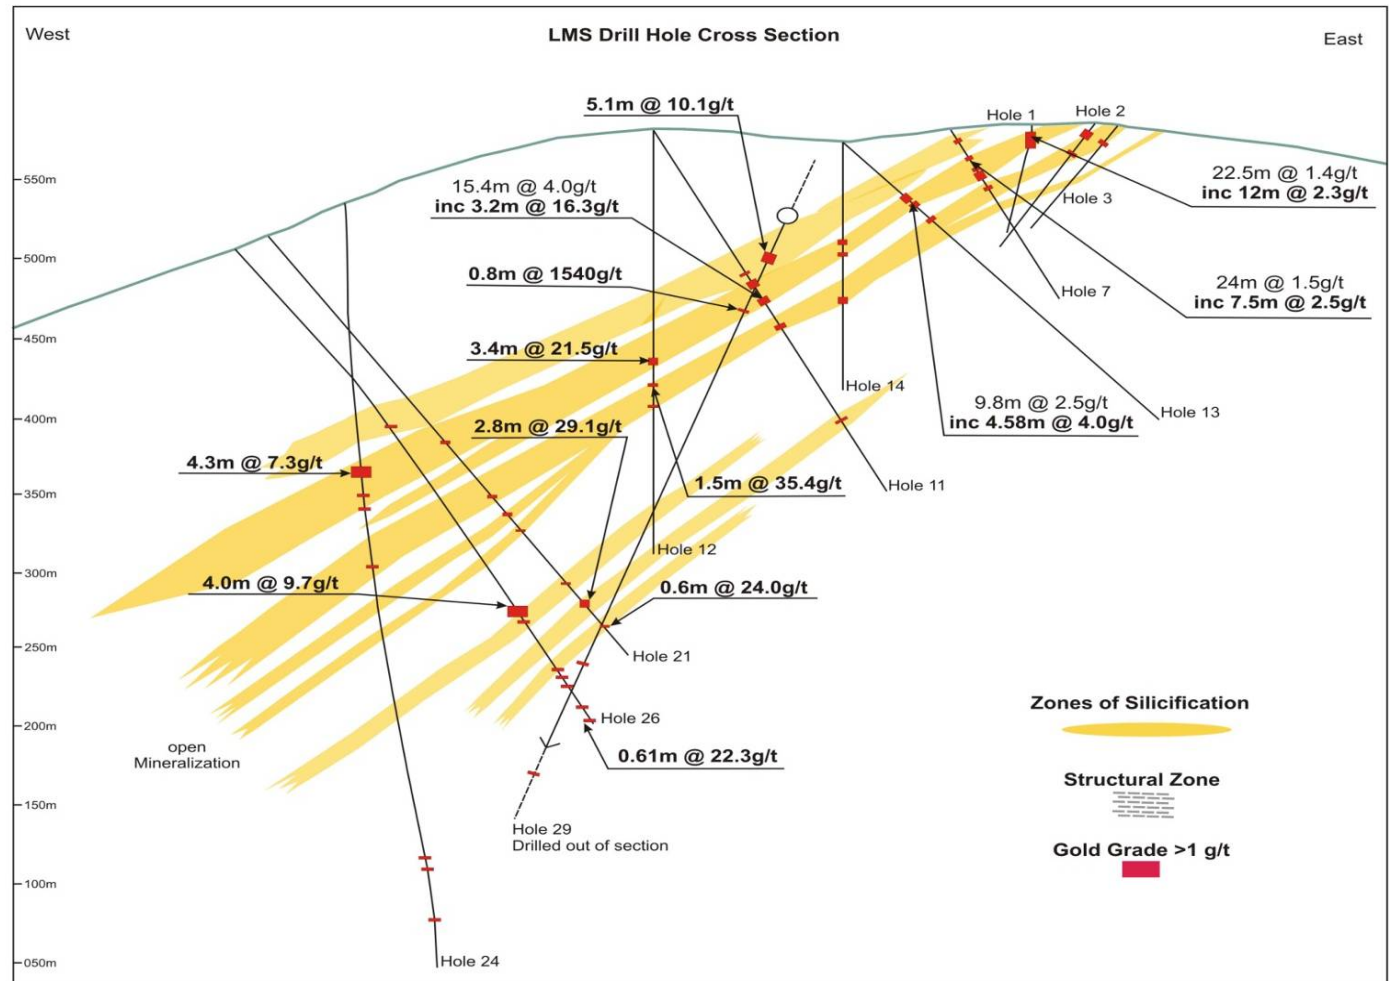 West
LMS Drill Hole Cross Section
East
5.1m @ 10.1g/t
Hole 1
Hole 2
15.4m @ 4.0g/t
inc 3.2m @ 16.3g/t
22.5m @ 1.4g/t
inc 12m @ 2.3g/t
550m
Hole 3
500m
0.8m @ 1540g/t
24m @ 1.5g/t
inc 7.5m @ 2.5g/t
Hole 7
450m
3.4m @ 21.5g/t
Hole 14
9.8m @ 2.5g/t
inc 4.58m @ 4.0g/t
Hole 13
400m
2.8m @ 29.1g/t
4.3m @ 7.3g/t
1.5m @ 35.4g/t
Hole 11
350m
Hole 12
300m
4.0m @ 9.7g/t
0.6m @ 24.0g/t
250m
Hole 21
200m
Hole 26
open
Mineralization
0.61m @ 22.3g/t
Zones of Silicification
Structural Zone
150m
Hole 29
Drilled out of section
Gold Grade >1 g/t
100m
050m
Hole 24